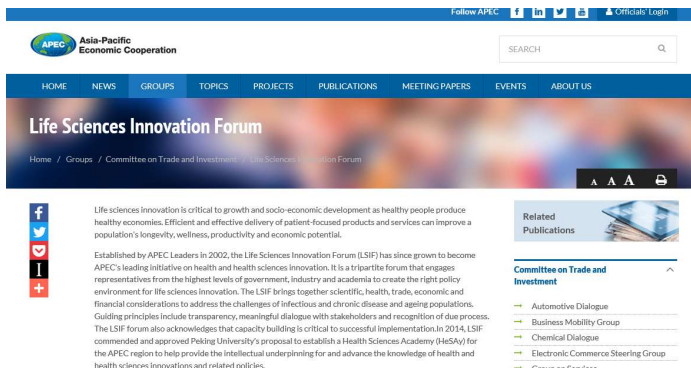 Follow APEC
Officials' Login
APEC
Asia-Pacific
Economic Cooperation
SEARCH
HOME NEWS GROUPS TOPICS PROJECTS PUBLICATIONS MEETING PAPERS EVENTS ABOUT US
Life Sciences Innovation Forum
Home / Groups / Committee on Trade and Investment / Life Sciences Innovation Forum
A A A
Life sciences innovation is critical to growth and socio-economic development as healthy people produce
healthy economies. Efficient and effective delivery of patient-focused products and services can improve a
population's longevity, wellness, productivity and economic potential.
Established by APEC Leaders in 2002, the Life Sciences Innovation Forum (LSIF) has since grown to become
APEC's leading initiative on health and health sciences innovation. It is a tripartite forum that engages
representatives from the highest levels of government, industry and academia to create the right policy
environment for life sciences innovation. The LSIF brings together scientific, health, trade, economic and
financial considerations to address the challenges of infectious and chronic disease and ageing populations.
Guiding principles include transparency, meaningful dialogue with stakeholders and recognition of due process.
The LSIF forum also acknowledges that capacity building is critical to successful implementation.In 2014, LSIF
commended and approved Peking University's proposal to establish a Health Sciences Academy (HeSAy) for
the APEC region to help provide the intellectual underpinning for and advance the knowledge of health and
health sciences innovations and related policies.
Related
Publications
Committee on Trade and
Investment
Automotive Dialogue
Business Mobility Group
Chemical Dialogue
Electronic Commerce Steering Group
Group on Services